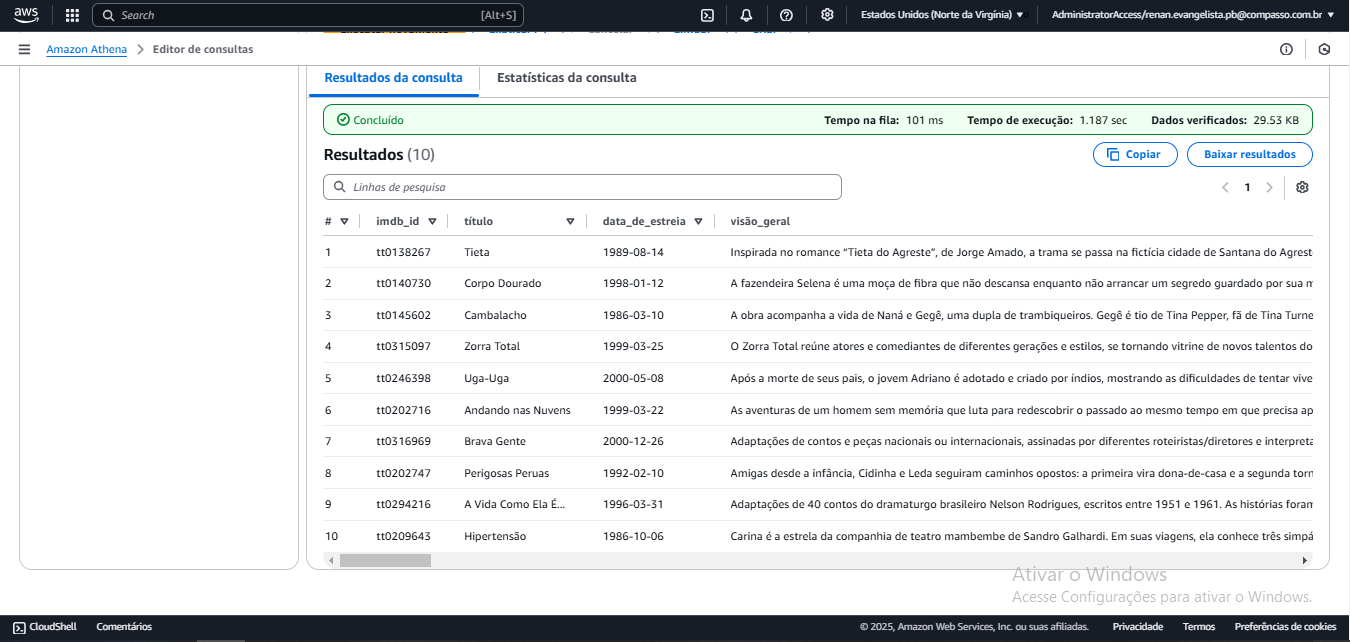 aws Search [Alt+S] Estados Unidos (Norte da Virgínia) ▼ AdministratorAccess/renan.evangelista.pb@compasso.com.br ▼
Amazon Athena > Editor de consultas
Resultados da consulta Estatísticas da consulta
Concluído Tempo na fila: 101 ms Tempo de execução: 1.187 sec Dados verificados: 29.53 KB
Resultados (10) Copiar Baixar resultados
Linhas de pesquisa < 1 >
# imdb_id título data_de_estreia visão_geral
1 tt0138267 Tieta 1989-08-14 Inspirada no romance “Tieta do Agreste”, de Jorge Amado, a trama se passa na fictícia cidade de Santana do Agrest
2 tt0140730 Corpo Dourado 1998-01-12 A fazendeira Selena é uma moça de fibra que não descansa enquanto não arrancar um segredo guardado por sua m
3 tt0145602 Cambalacho 1986-03-10 A obra acompanha a vida de Naná e Gegê, uma dupla de trambiqueiros. Gegê é tio de Tina Pepper, fã de Tina Turne
4 tt0315097 Zorra Total 1999-03-25 O Zorra Total reúne atores e comediantes de diferentes gerações e estilos, se tornando vitrine de novos talentos do
5 tt0246398 Uga-Uga 2000-05-08 Após a morte de seus pais, o jovem Adriano é adotado e criado por índios, mostrando as dificuldades de tentar vive
6 tt0202716 Andando nas Nuvens 1999-03-22 As aventuras de um homem sem memória que luta para redescobrir o passado ao mesmo tempo em que precisa ap
7 tt0316969 Brava Gente 2000-12-26 Adaptações de contos e peças nacionais ou internacionais, assinadas por diferentes roteiristas/diretores e interpreta
8 tt0202747 Perigosas Peruas 1992-02-10 Amigas desde a infância, Cidinha e Leda seguiram caminhos opostos: a primeira vira dona-de-casa e a segunda torn
9 tt0294216 A Vida Como Ela É... 1996-03-31 Adaptações de 40 contos do dramaturgo brasileiro Nelson Rodrigues, escritos entre 1951 e 1961. As histórias foram
10 tt0209643 Hipertensão 1986-10-06 Carina é a estrela da companhia de teatro mambembe de Sandro Galhardi. Em suas viagens, ela conhece três simpá
Ativar o Windows
Acesse Configurações para ativar o Windows.
CloudShell Comentários © 2025, Amazon Web Services, Inc. ou suas afiliadas. Privacidade Termos Preferências de cookies